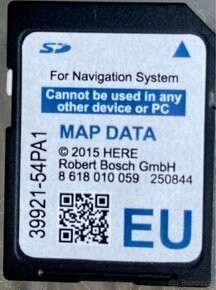 SD
For Navigation System
Cannot be used in any
other device or PC
MAP DATA
© 2015 HERE
Robert Bosch GmbH
8 618 010 059 250844
39921-54PA1
EU